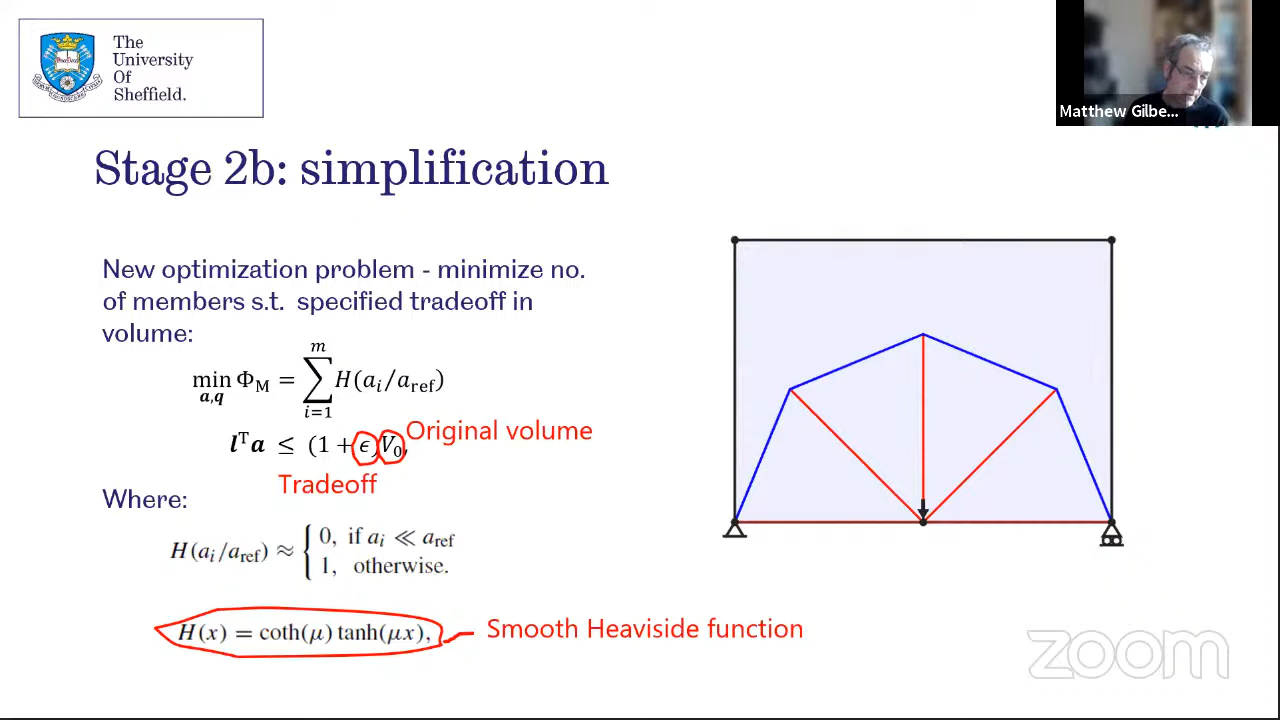 The
University
Of
Sheffield.
Matthew Gilbe...
Stage 2b: simplification
New optimization problem - minimize no.
of members s.t. specified tradeoff in
volume:
min Φ_M = ∑ H(a_i/a_ref)
a,q i=1 m
l^T a ≤ (1 + ϵ)V_0,
Original volume
Tradeoff
Where:
H(a_i/a_ref) ≈ { 0, if a_i ≪ a_ref
1, otherwise.
H(x) = coth(μ) tanh(μx),
Smooth Heaviside function
zoom